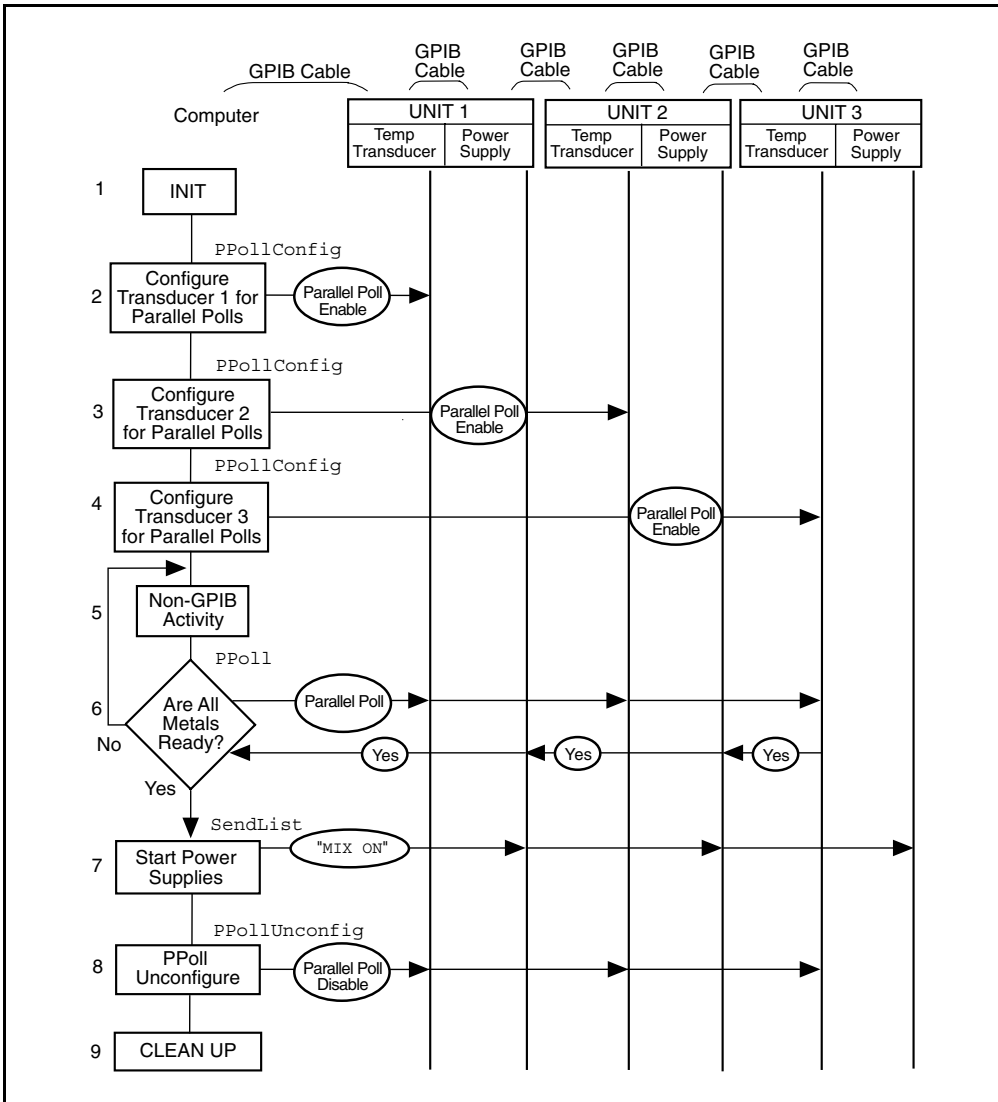 GPIB Cable
GPIB Cable
GPIB Cable
GPIB Cable
GPIB Cable
GPIB Cable
Computer
UNIT 1
UNIT 2
UNIT 3
Temp Transducer
Power Supply
Temp Transducer
Power Supply
Temp Transducer
Power Supply
1
INIT
PPollConfig
2
Configure
Transducer 1 for
Parallel Polls
Parallel Poll
Enable
PPollConfig
3
Configure
Transducer 2
for Parallel Polls
Parallel Poll
Enable
PPollConfig
4
Configure
Transducer 3
for Parallel Polls
Parallel Poll
Enable
5
Non-GPIB
Activity
PPoll
6
Are All
Metals
Ready?
Parallel Poll
No
Yes
Yes
Yes
Yes
SendList
7
Start Power
Supplies
"MIX ON"
PPollUnconfig
8
PPoll
Unconfigure
Parallel Poll
Disable
9
CLEAN UP